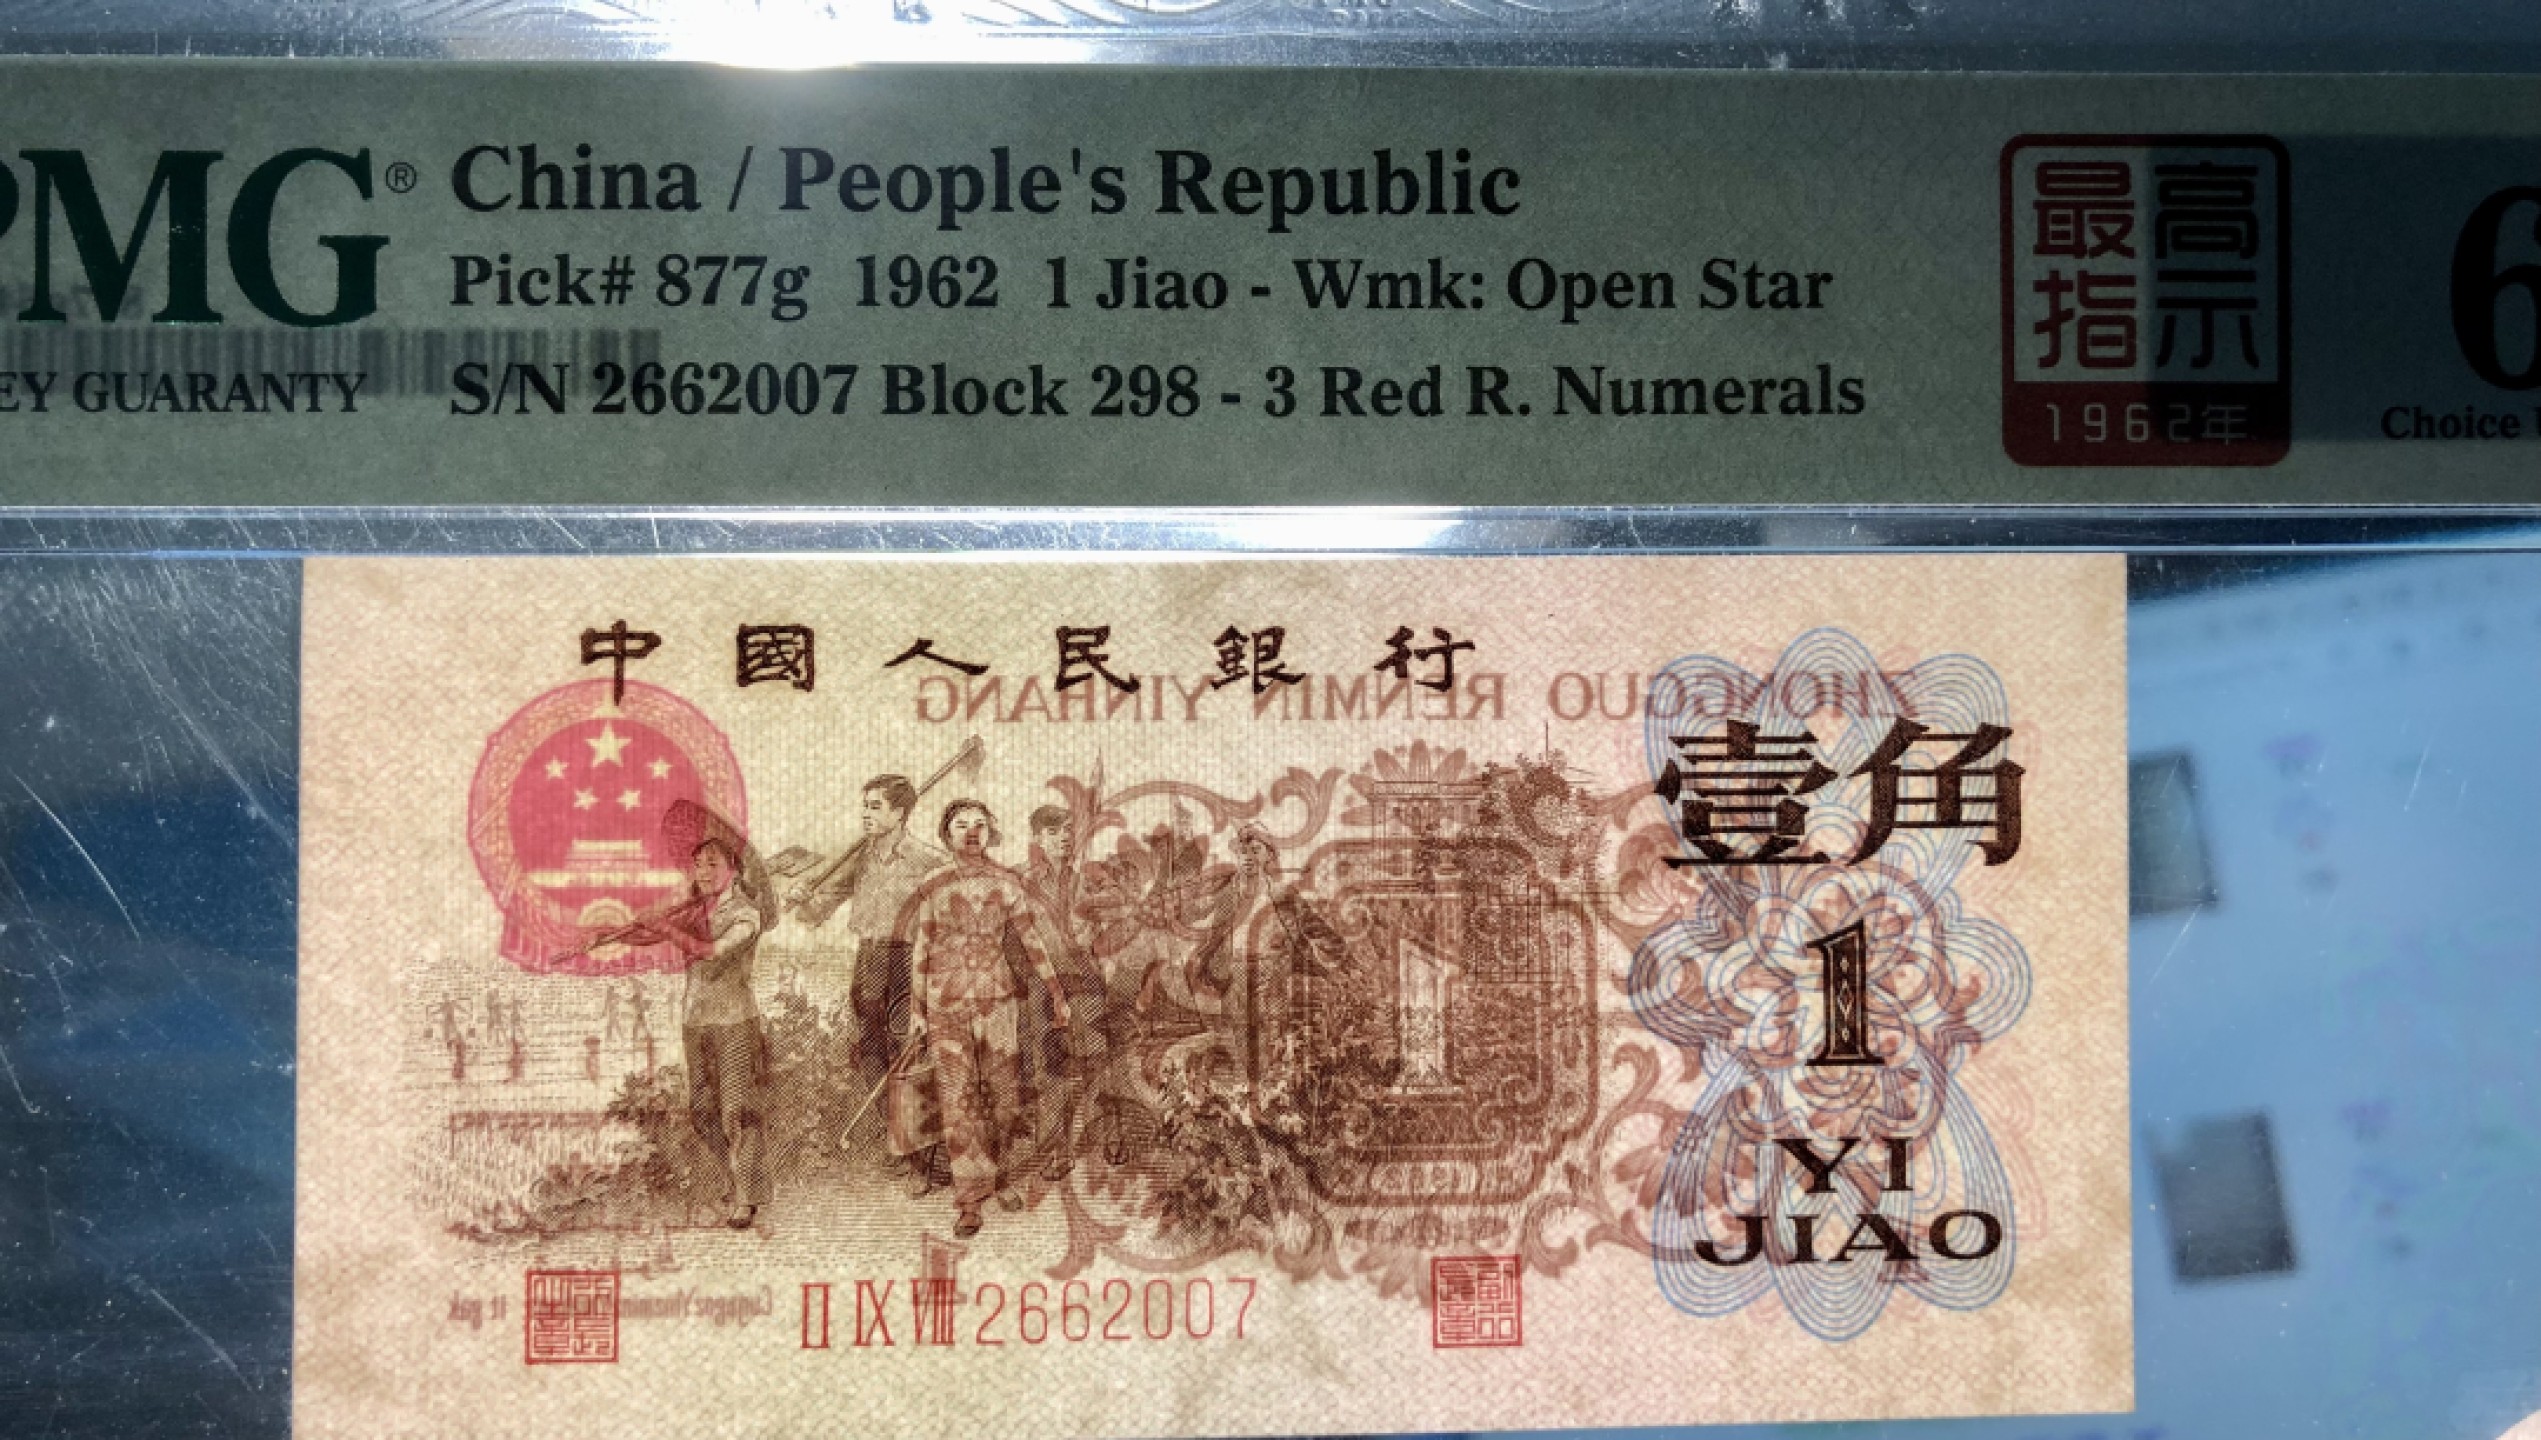 PMG® China / People's Republic
Pick# 877g 1962 1 Jiao - Wmk: Open Star
EY GUARANTY S/N 2662007 Block 298 - 3 Red R. Numerals
最高
指示
1962年
6
Choice
中國人民銀行
ZHONGGUO RENMIN YINHANG
壹角
1
YI
JIAO
II IX VIII 2662007